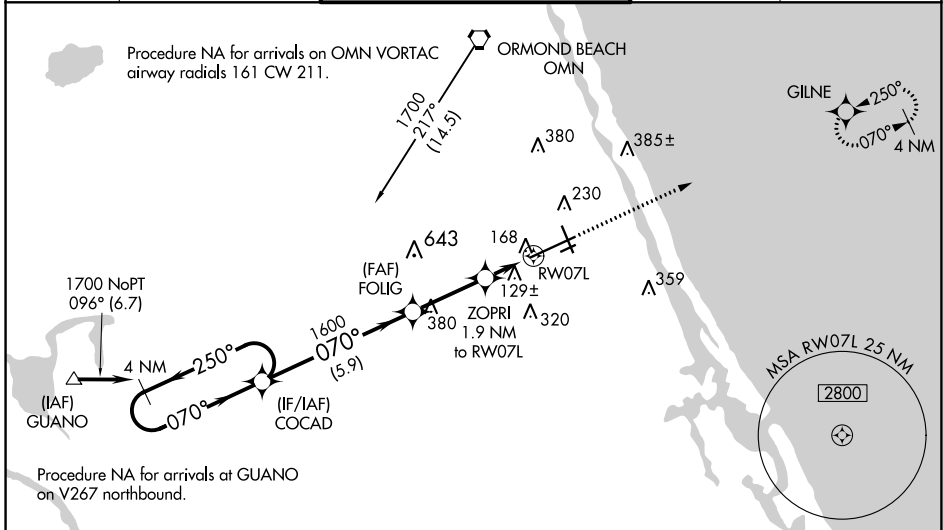 Procedure NA for arrivals on OMN VORTAC
airway radials 161 CW 211.
ORMOND BEACH
OMN
1700
217°
(14.5)
GILNE
250°
070°
4 NM
380
385±
230
643
168
RW07L
(FAF)
FOLIG
129±
359
380
ZOPRI
1.9 NM
to RW07L
320
1700 NoPT
096° (6.7)
1600
070°
(5.9)
4 NM
250°
070°
(IAF)
GUANO
(IF/IAF)
COCAD
MSA RW07L 25 NM
2800
Procedure NA for arrivals at GUANO
on V267 northbound.